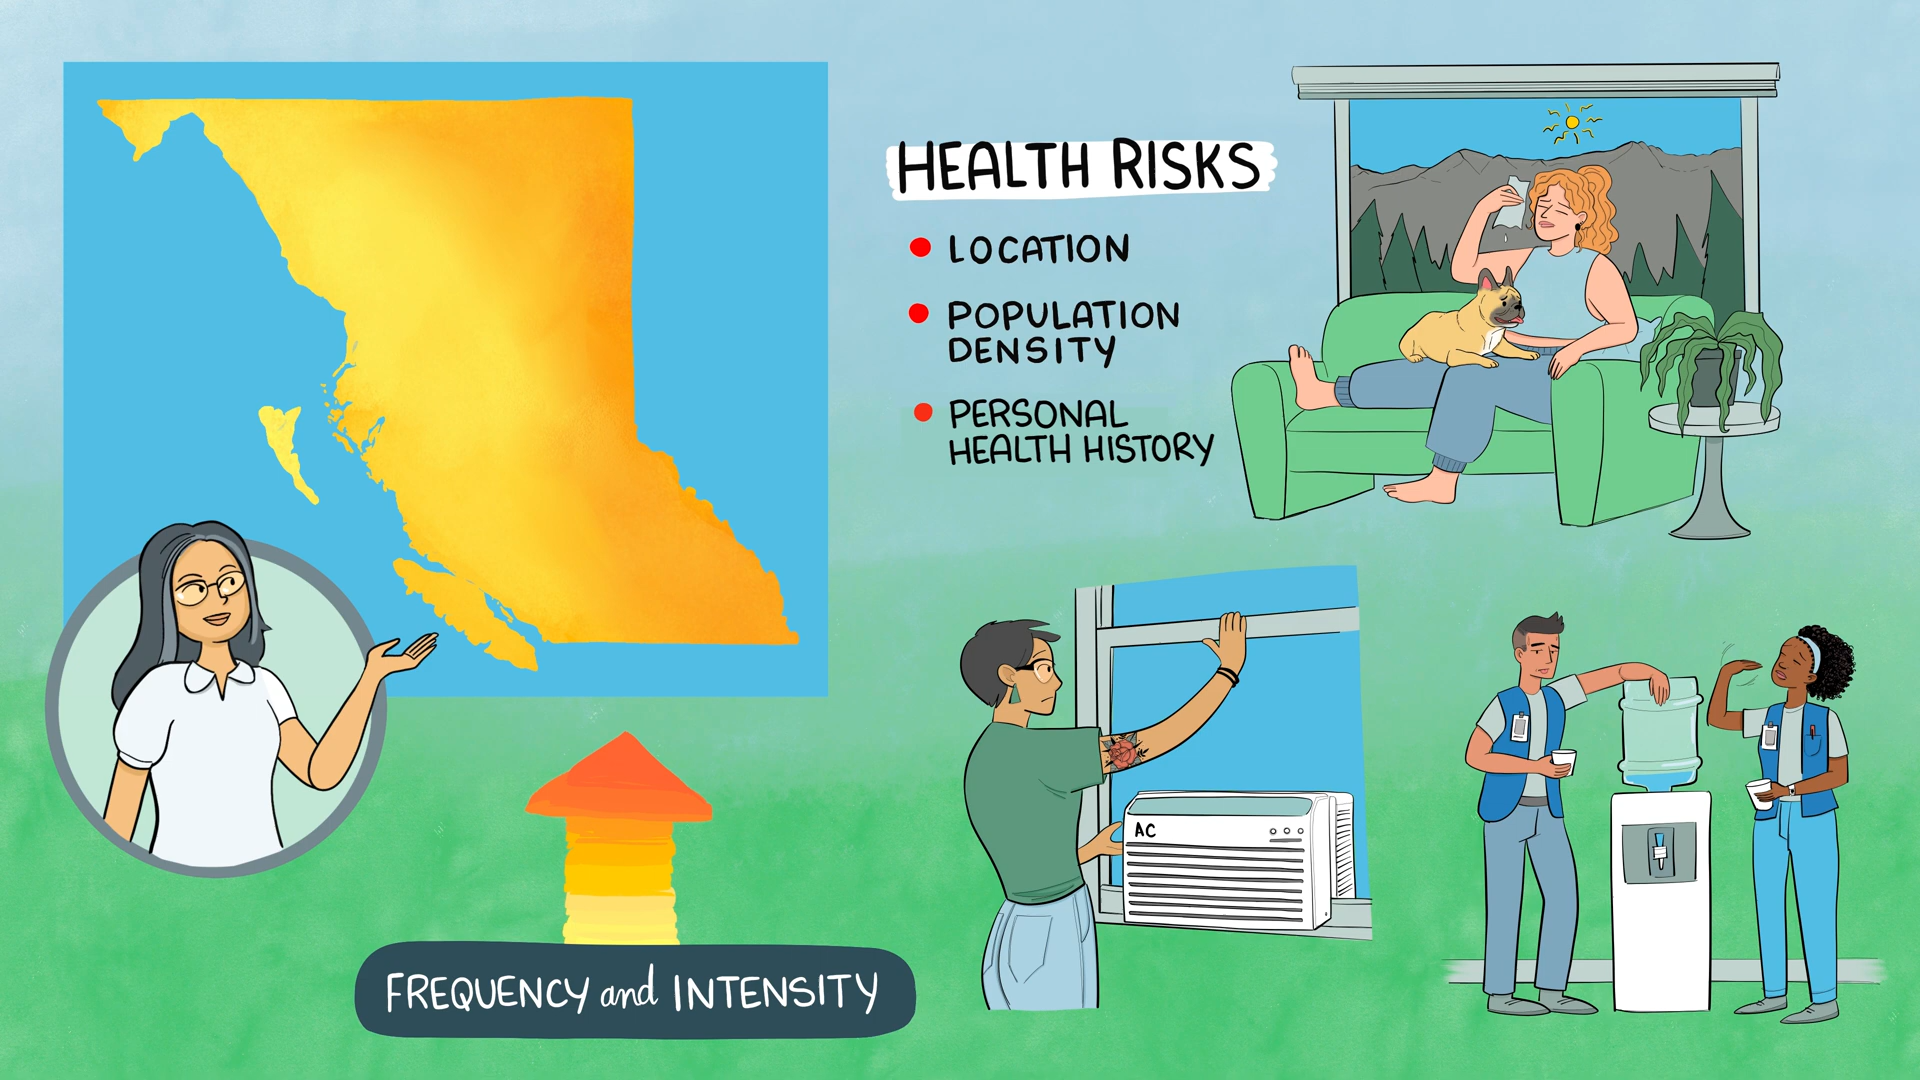 HEALTH RISKS
LOCATION
POPULATION
DENSITY
PERSONAL
HEALTH HISTORY
AC
FREQUENCY and INTENSITY